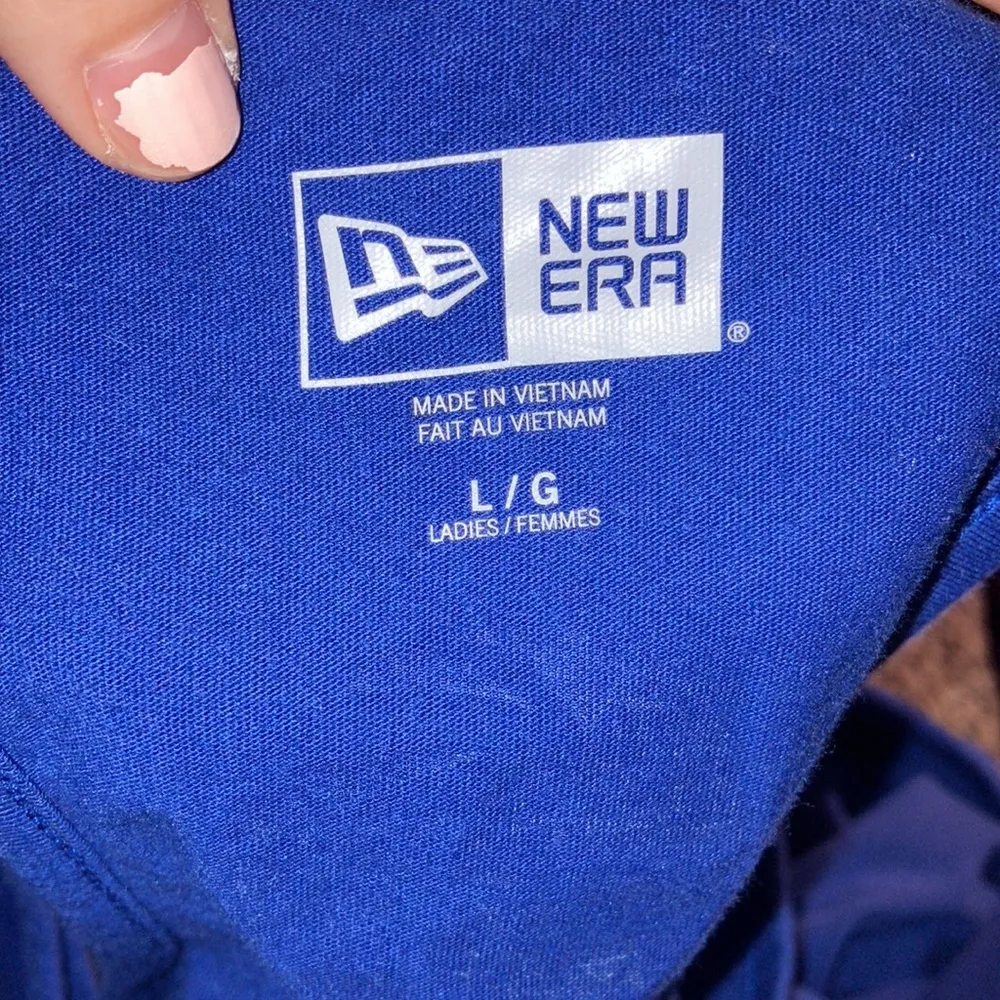 NEW
ERA
®
MADE IN VIETNAM
FAIT AU VIETNAM
L / G
LADIES / FEMMES